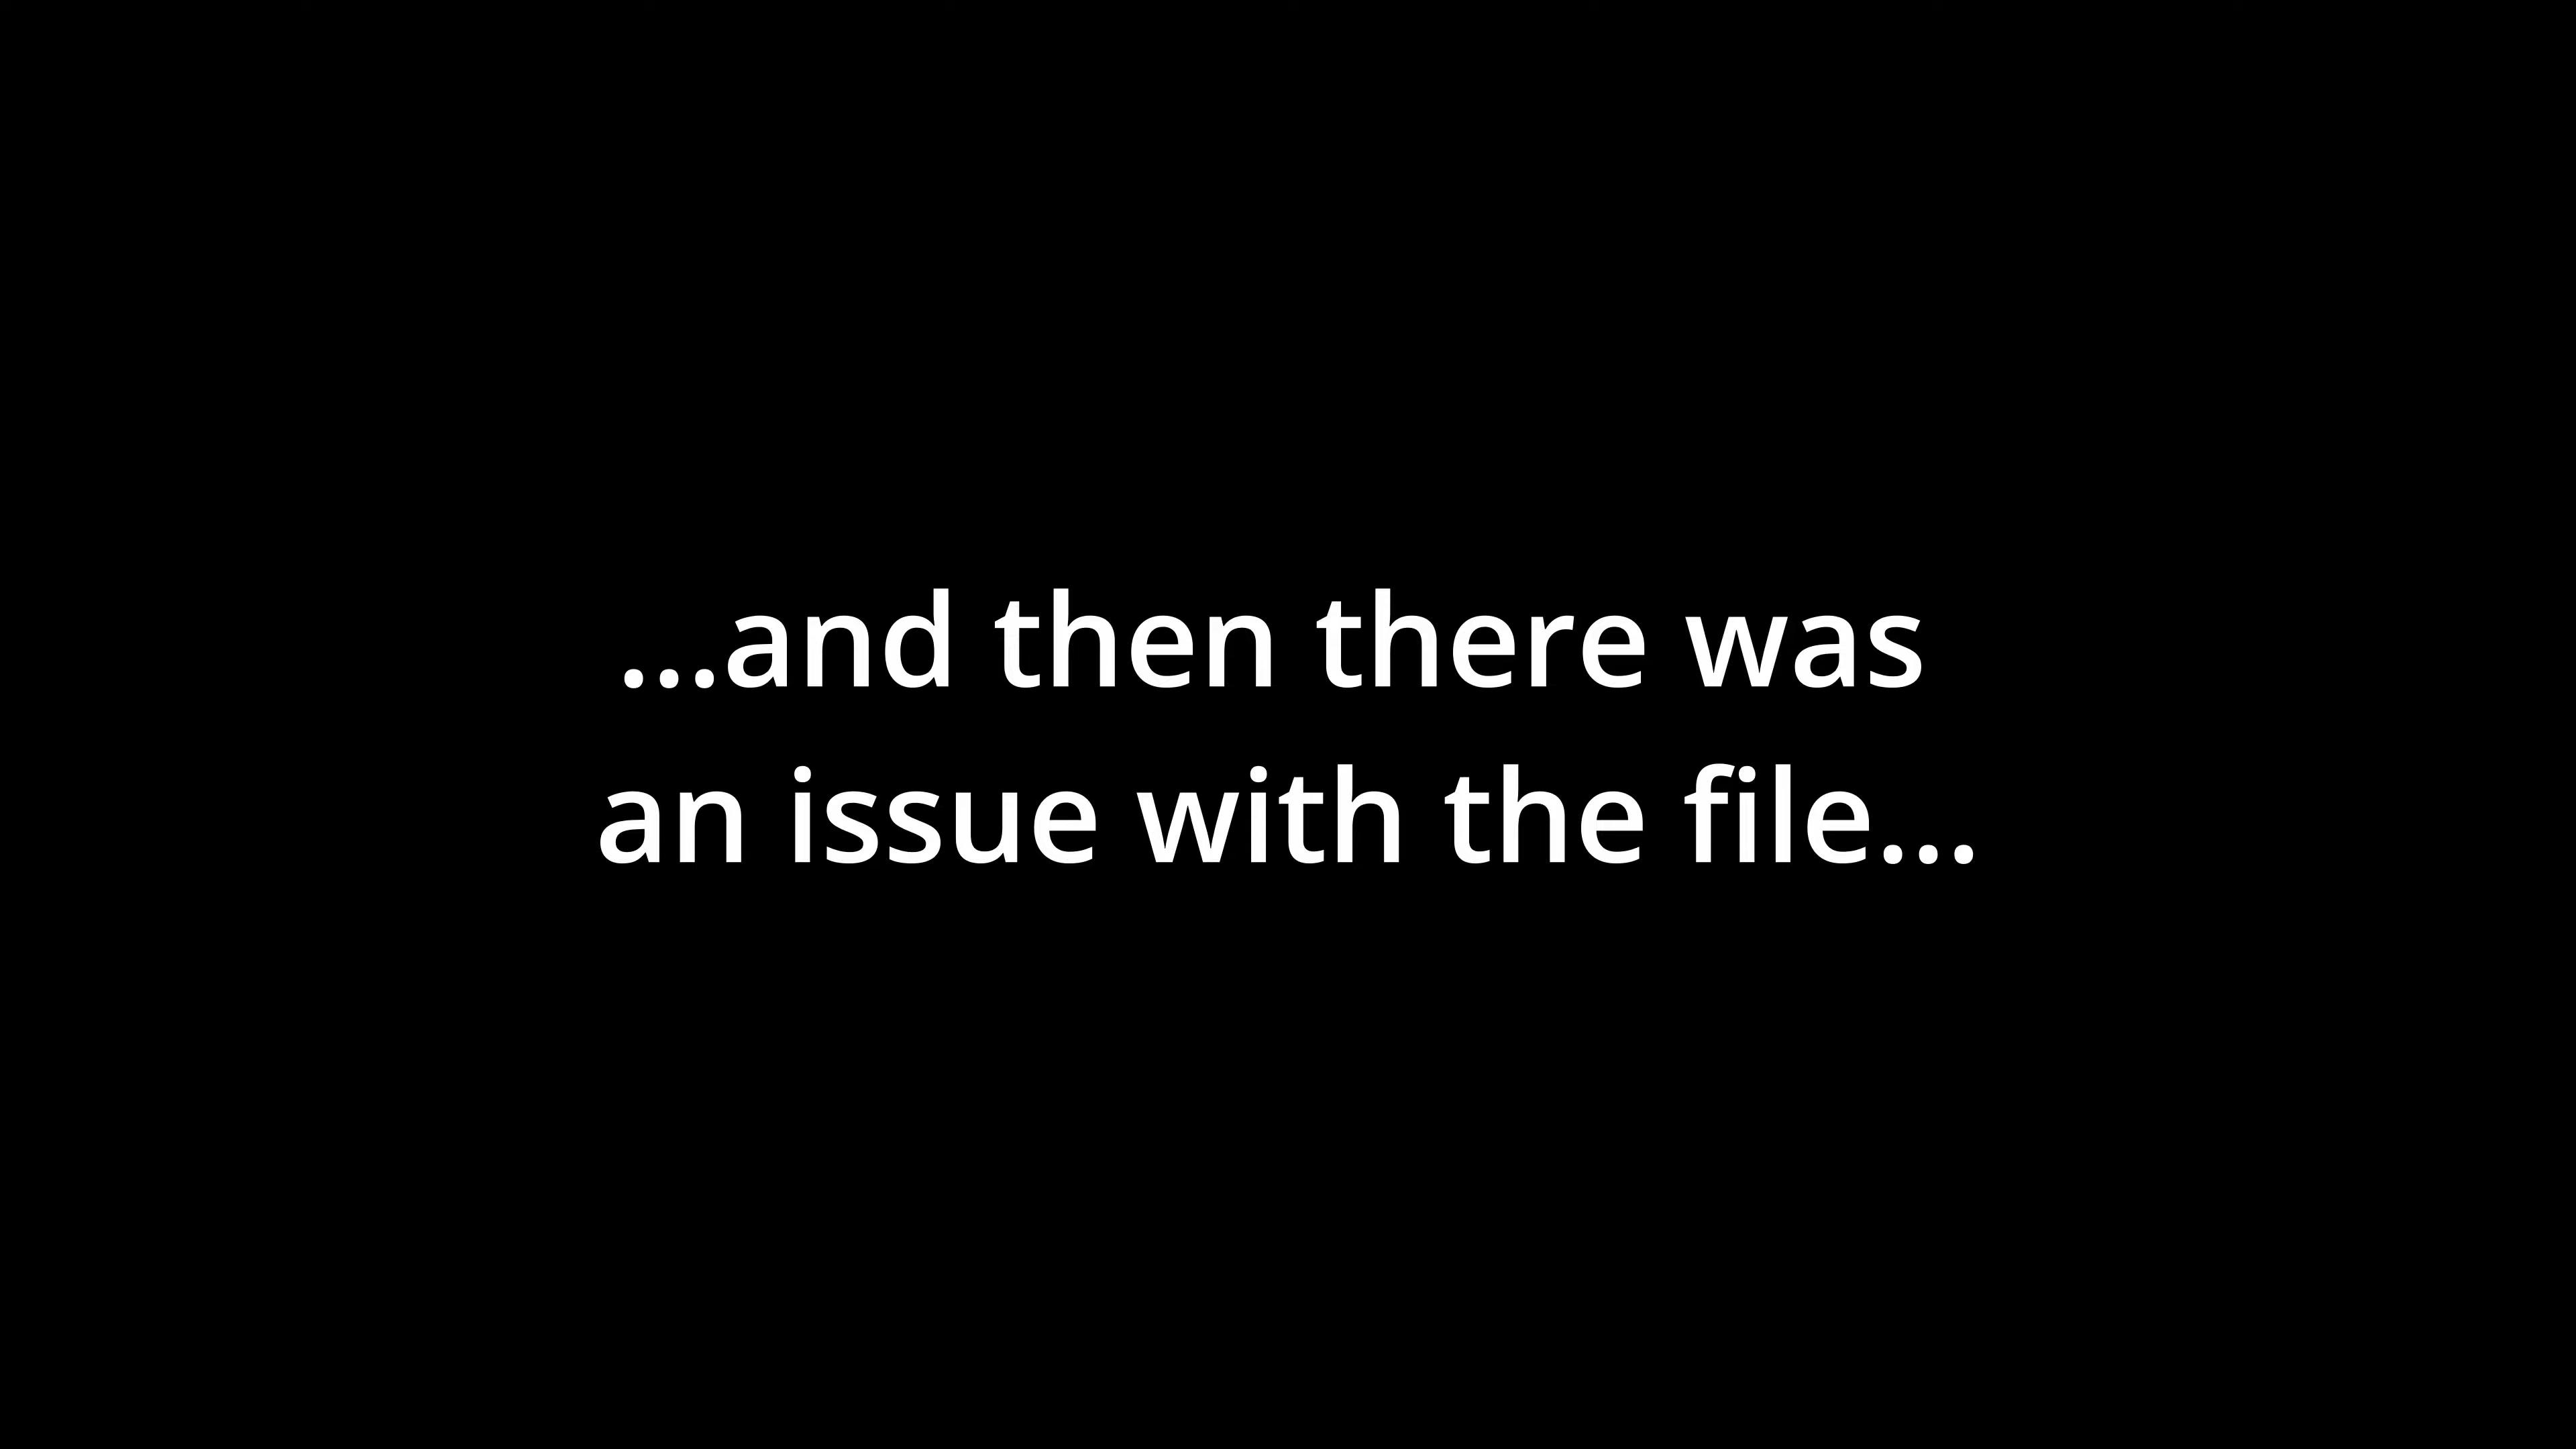 ...and then there was
an issue with the file...